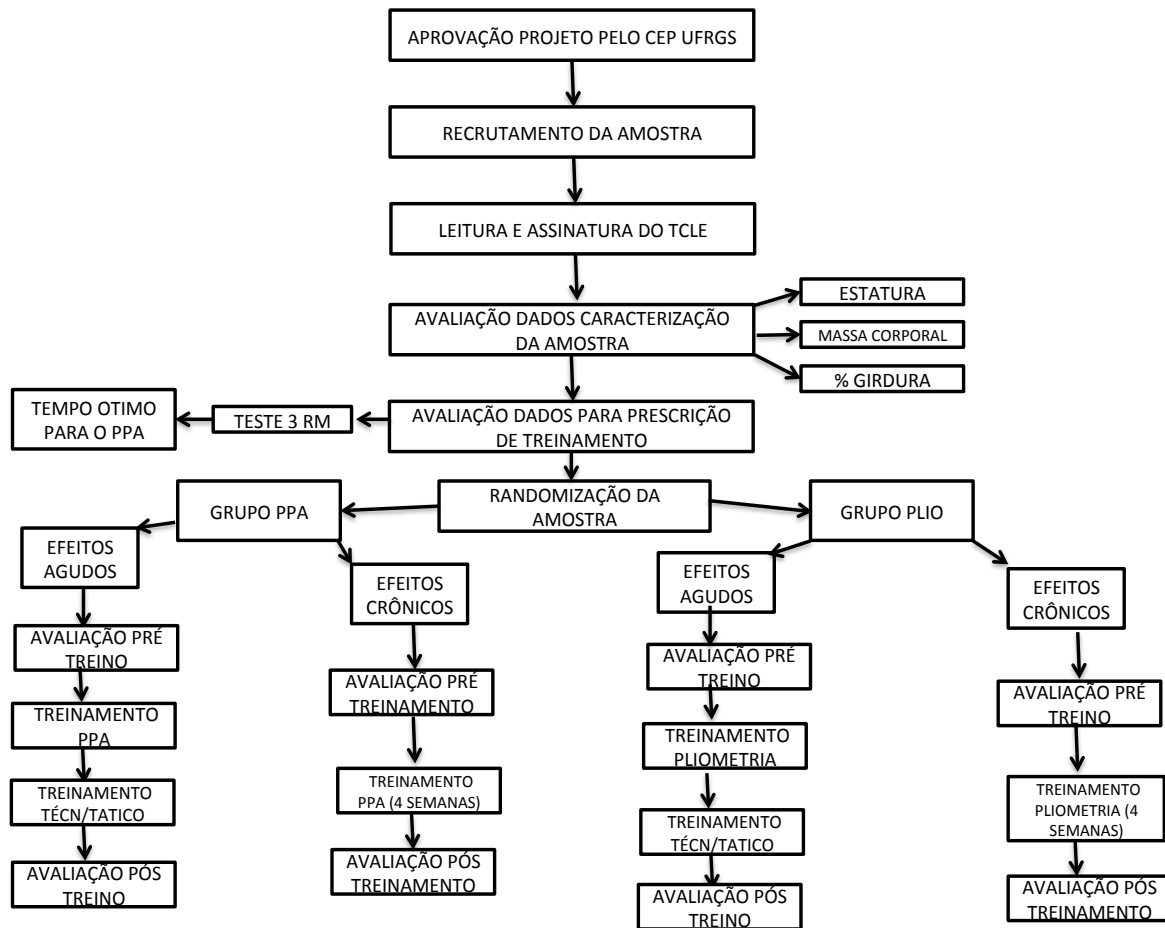 APROVAÇÃO PROJETO PELO CEP UFRGS
RECRUTAMENTO DA AMOSTRA
LEITURA E ASSINATURA DO TCLE
AVALIAÇÃO DADOS CARACTERIZAÇÃO
DA AMOSTRA
ESTATURA
MASSA CORPORAL
% GIRDURA
AVALIAÇÃO DADOS PARA PRESCRIÇÃO
DE TREINAMENTO
TESTE 3 RM
TEMPO OTIMO
PARA O PPA
RANDOMIZAÇÃO DA
AMOSTRA
GRUPO PPA
GRUPO PLIO
EFEITOS
AGUDOS
AVALIAÇÃO PRÉ
TREINO
TREINAMENTO
PPA
TREINAMENTO
TÉCN/TATICO
AVALIAÇÃO PÓS
TREINO
EFEITOS
CRÔNICOS
AVALIAÇÃO PRÉ
TREINAMENTO
TREINAMENTO
PPA (4 SEMANAS)
AVALIAÇÃO PÓS
TREINAMENTO
EFEITOS
AGUDOS
AVALIAÇÃO PRÉ
TREINO
TREINAMENTO
PLIOMETRIA
TREINAMENTO
TÉCN/TATICO
AVALIAÇÃO PÓS
TREINO
EFEITOS
CRÔNICOS
AVALIAÇÃO PRÉ
TREINO
TREINAMENTO
PLIOMETRIA (4
SEMANAS)
AVALIAÇÃO PÓS
TREINAMENTO